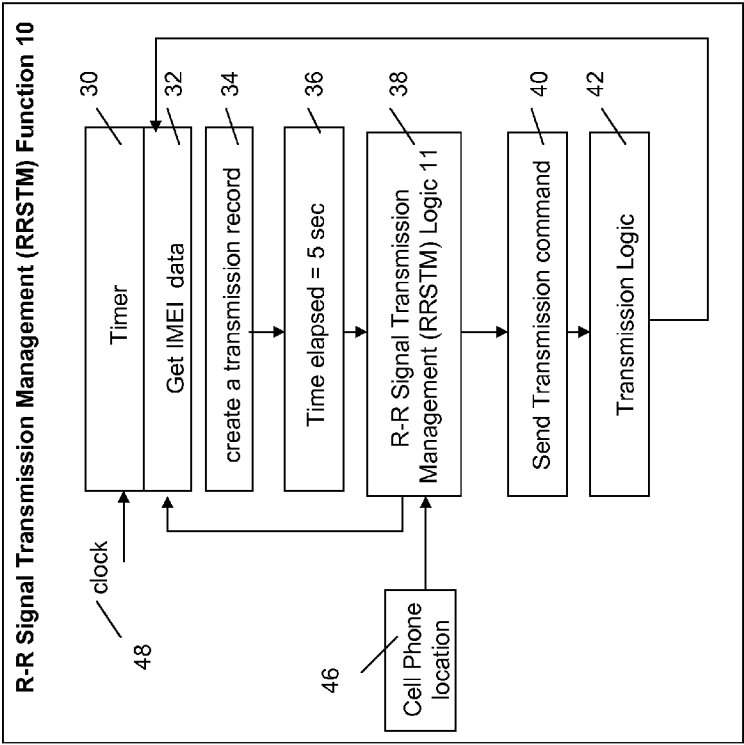 R-R Signal Transmission Management (RRSTM) Function 10
30
32
34
36
38
40
42
clock
48
Timer
Get IMEI data
create a transmission record
Time elapsed = 5 sec
R-R Signal Transmission
Management (RRSTM) Logic 11
Send Transmission command
Transmission Logic
46
Cell Phone
location